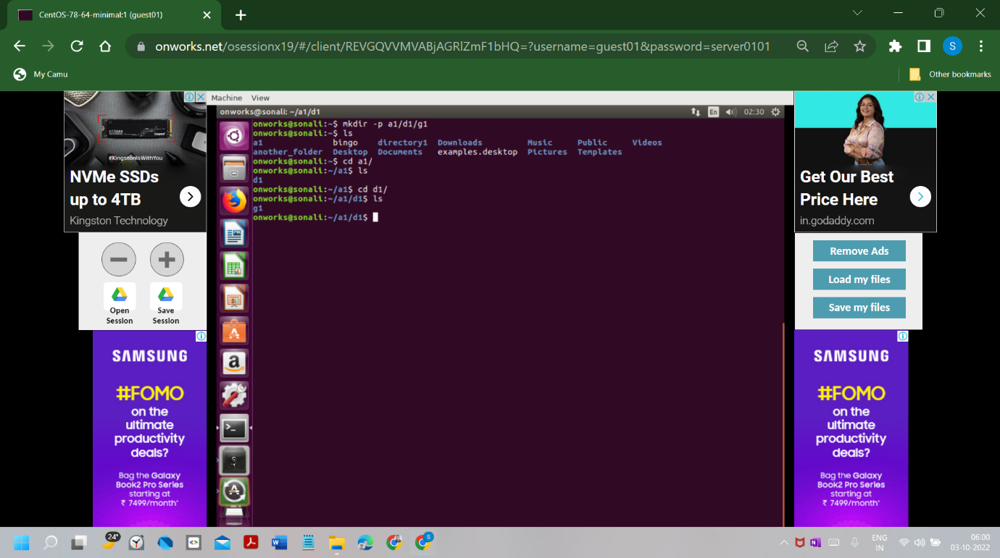 CentOS-78-64-minimal:1 (guest01)
onworks.net/osessionx19/#/client/REVGQVVMVABjAGRlZmF1bHQ=?username=guest01&password=server0101
S
My Camu
Other bookmarks
Machine View
onworks@sonali: ~/a1/d1
En 02:30
onworks@sonali:~$ mkdir -p a1/d1/g1
onworks@sonali:~$ ls
a1 bingo directory1 Downloads Music Public Videos
another_folder Desktop Documents examples.desktop Pictures Templates
onworks@sonali:~$ cd a1/
onworks@sonali:~/a1$ ls
d1
onworks@sonali:~/a1$ cd d1/
onworks@sonali:~/a1/d1$ ls
g1
onworks@sonali:~/a1/d1$
#KingstonIsWithYou
NVMe SSDs
up to 4TB
Kingston Technology
Open
Session
Save
Session
SAMSUNG
#FOMO
on the
ultimate
productivity
deals?
Bag the Galaxy
Book2 Pro Series
starting at
₹ 7499/month*
Get Our Best
Price Here
in.godaddy.com
Remove Ads
Load my files
Save my files
SAMSUNG
#FOMO
on the
ultimate
productivity
deals?
Bag the Galaxy
Book2 Pro Series
starting at
₹ 7499/month*
24°
ENG
IN
06:00
03-10-2022